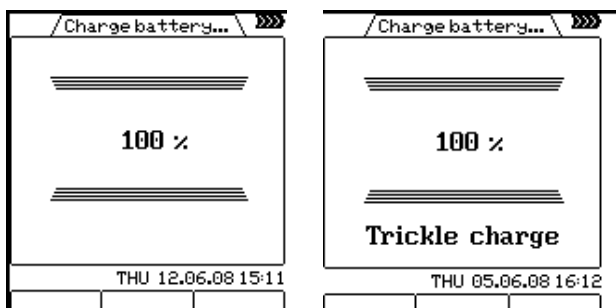 Charge battery...
100 %
THU 12.06.08 15:11
Charge battery...
100 %
Trickle charge
THU 05.06.08 16:12